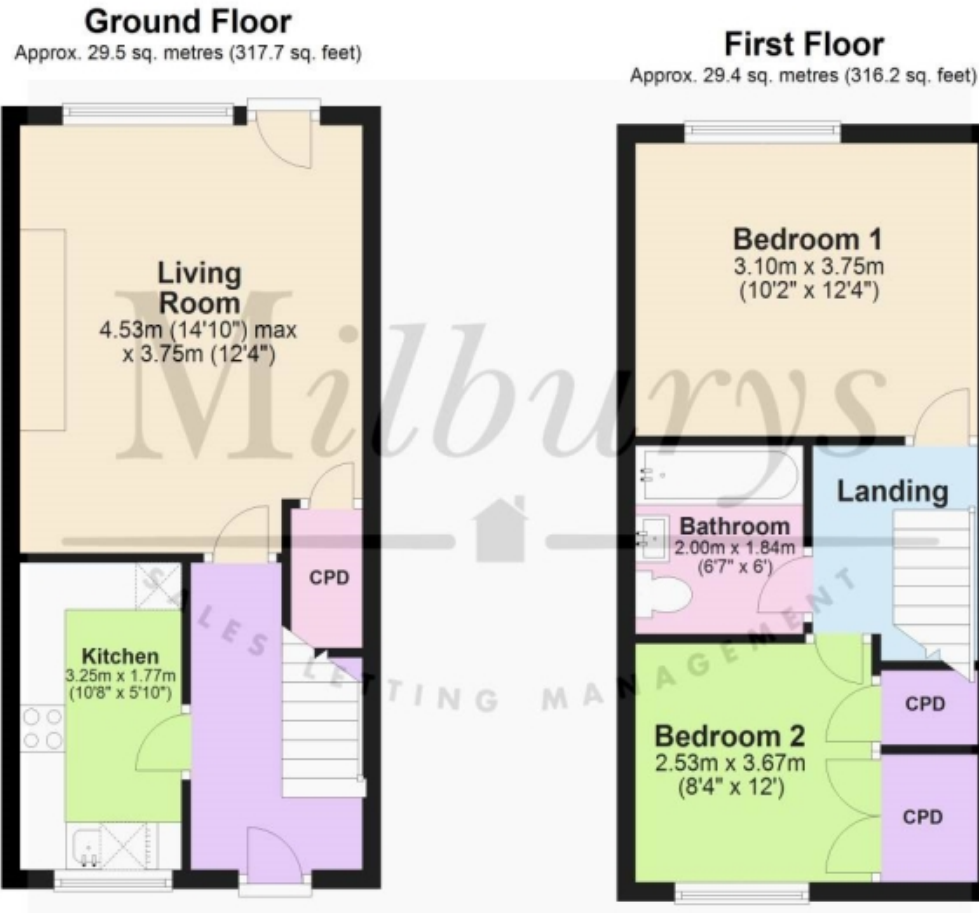 Ground Floor
Approx. 29.5 sq. metres (317.7 sq. feet)
Living
Room
4.53m (14'10") max
x 3.75m (12'4")
CPD
Kitchen
3.25m x 1.77m
(10'8" x 5'10")
First Floor
Approx. 29.4 sq. metres (316.2 sq. feet)
Bedroom 1
3.10m x 3.75m
(10'2" x 12'4")
Landing
Bathroom
2.00m x 1.84m
(6'7" x 6')
CPD
Bedroom 2
2.53m x 3.67m
(8'4" x 12')
CPD
Milburys
SALES LETTING MANAGEMENT